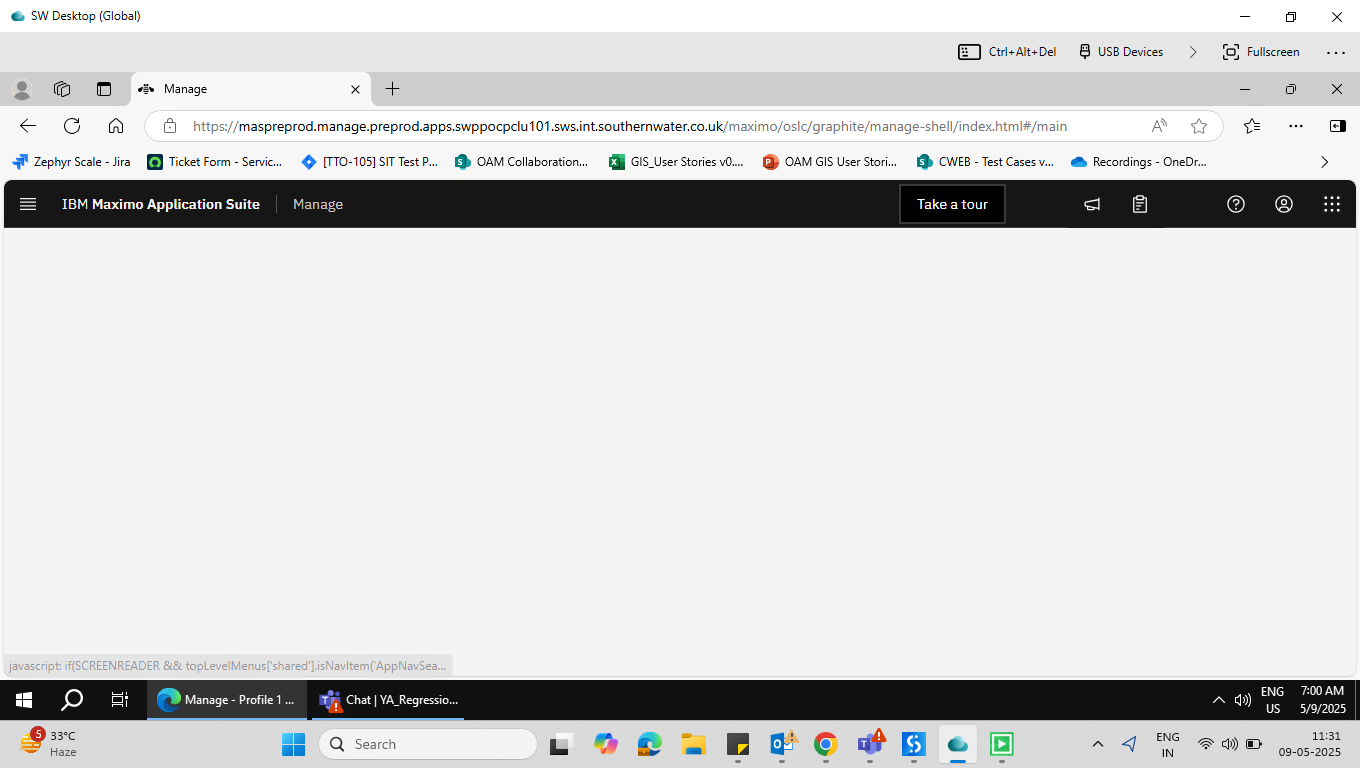 SW Desktop (Global)
Ctrl+Alt+Del
USB Devices
Fullscreen
Manage
https://maspreprod.manage.preprod.apps.swppocpclu101.sws.int.southernwater.co.uk/maximo/oslc/graphite/manage-shell/index.html#/main
Zephyr Scale - Jira
Ticket Form - Servic...
[TTO-105] SIT Test P...
OAM Collaboration...
GIS_User Stories v0....
OAM GIS User Stori...
CWEB - Test Cases v...
Recordings - OneDr...
IBM Maximo Application Suite
Manage
Take a tour
javascript: if(SCREENREADER && topLevelMenus['shared'].isNavItem('AppNavSea...
Manage - Profile 1 ...
Chat | YA_Regressio...
ENG
US
7:00 AM
5/9/2025
5
33°C
Haze
Search
ENG
IN
11:31
09-05-2025